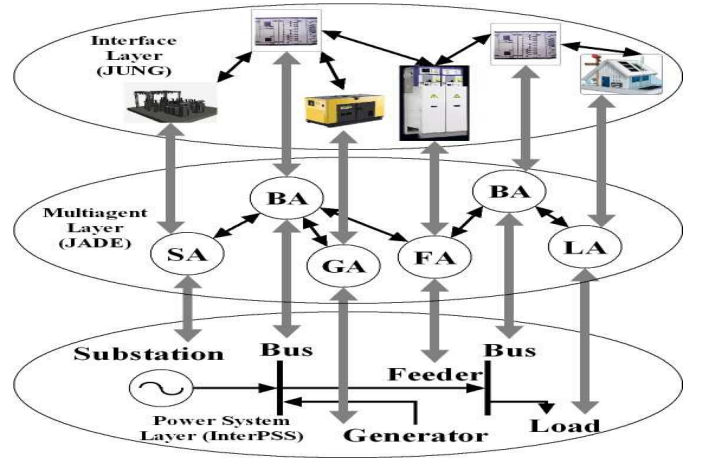 Interface
Layer
(JUNG)
BA
BA
Multiagent
Layer
(JADE)
SA
GA
FA
LA
Substation
Bus
Bus
Feeder
Power System
Layer (InterPSS)
Generator
Load